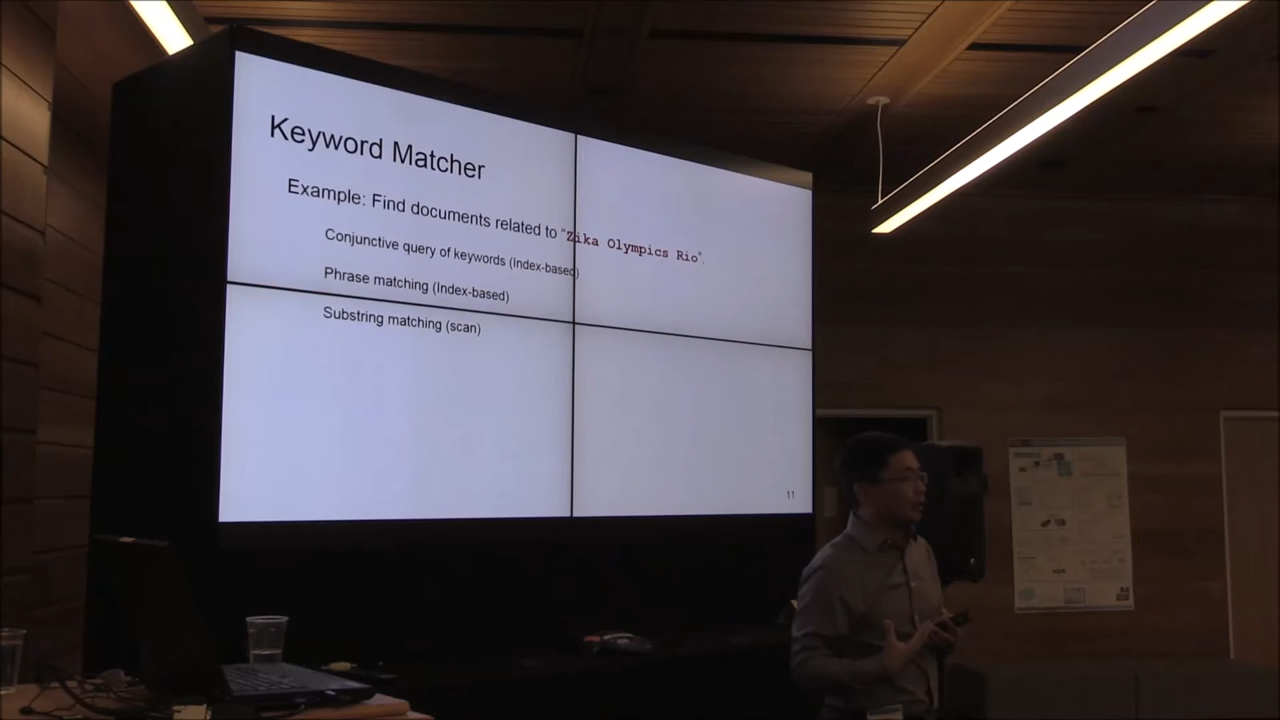 Keyword Matcher
Example: Find documents related to “Zika Olympics Rio”.
Conjunctive query of keywords (Index-based)
Phrase matching (Index-based)
Substring matching (scan)
11